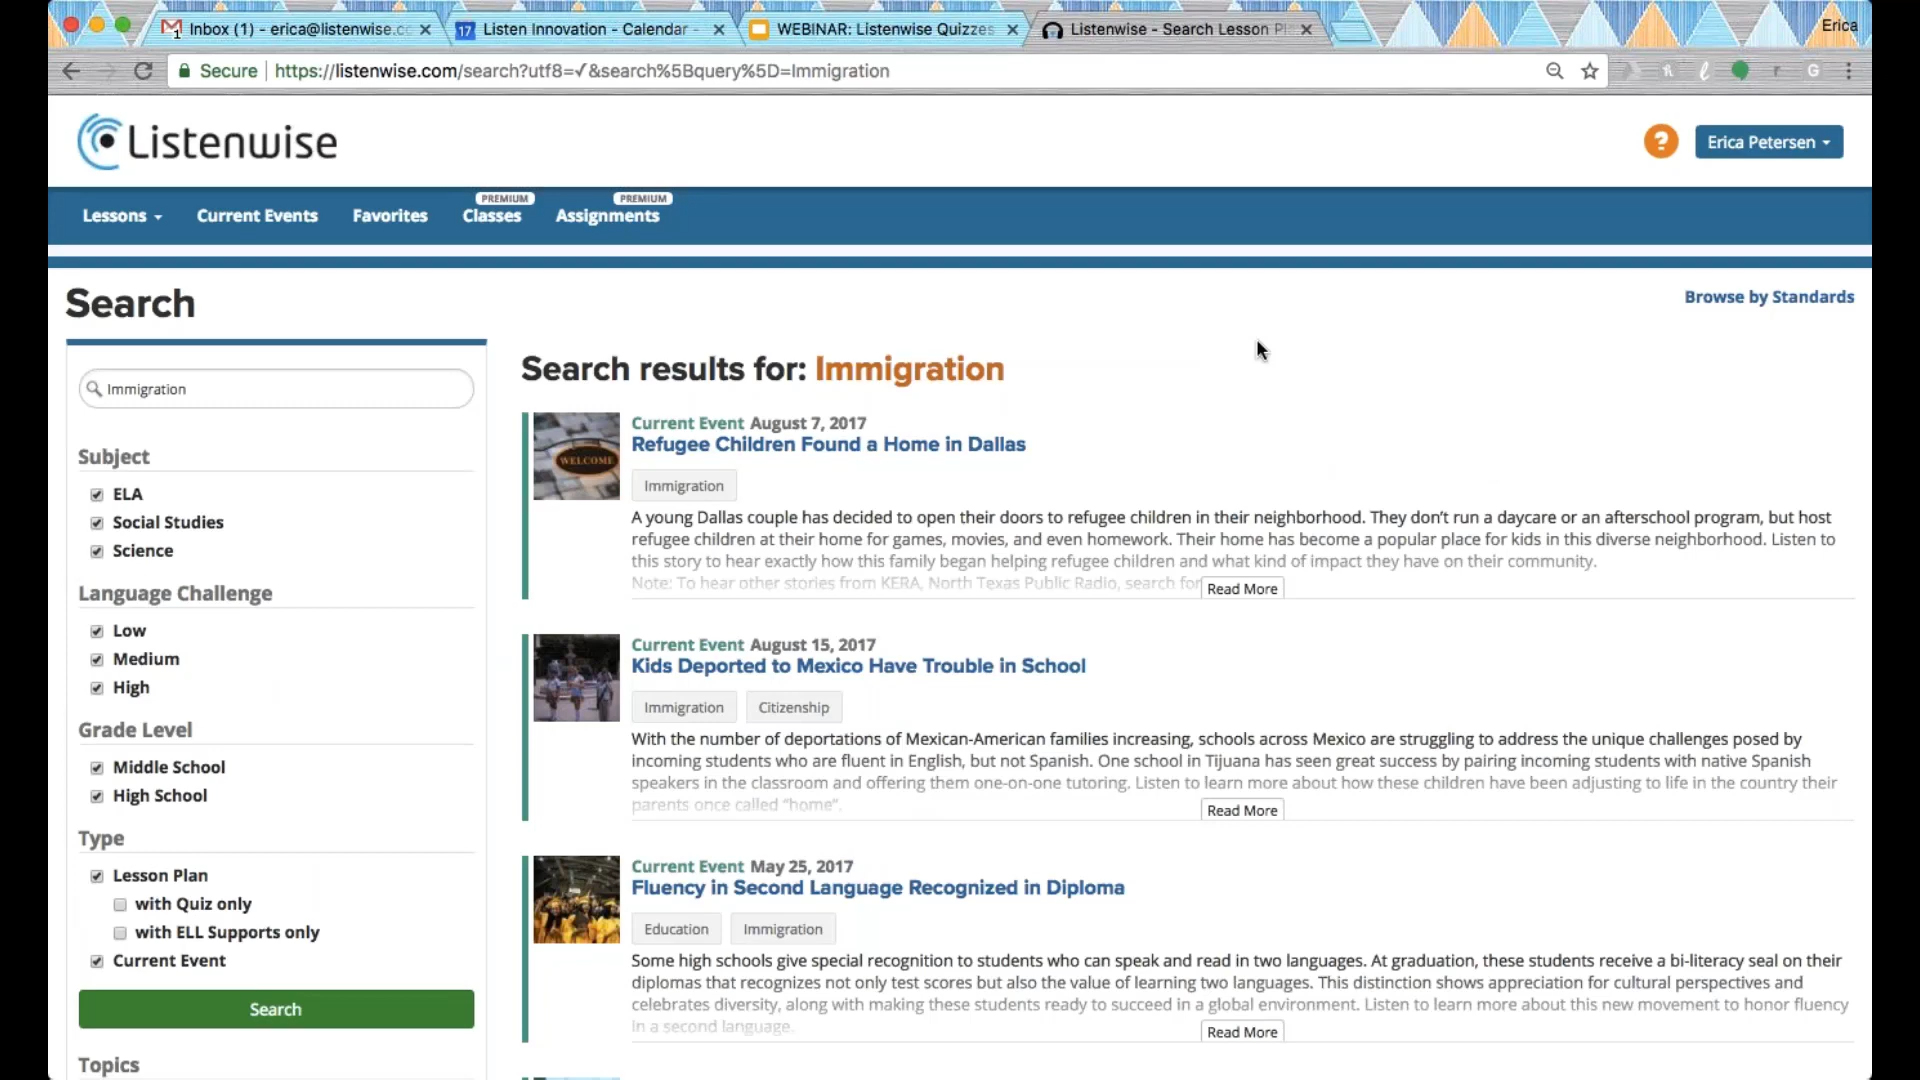 Inbox (1) - erica@listenwise.c
Listen Innovation - Calendar -
WEBINAR: Listenwise Quizzes
Listenwise - Search Lesson Pl
Erica
Secure
https://listenwise.com/search?utf8=✓&search%5Bquery%5D=Immigration
Listenwise
?
Erica Petersen
PREMIUM
PREMIUM
Lessons
Current Events
Favorites
Classes
Assignments
Search
Browse by Standards
Immigration
Subject
ELA
Social Studies
Science
Language Challenge
Low
Medium
High
Grade Level
Middle School
High School
Type
Lesson Plan
with Quiz only
with ELL Supports only
Current Event
Search
Topics
Search results for: Immigration
WELCOME
Current Event August 7, 2017
Refugee Children Found a Home in Dallas
Immigration
A young Dallas couple has decided to open their doors to refugee children in their neighborhood. They don't run a daycare or an afterschool program, but host
refugee children at their home for games, movies, and even homework. Their home has become a popular place for kids in this diverse neighborhood. Listen to
this story to hear exactly how this family began helping refugee children and what kind of impact they have on their community.
Note: To hear other stories from KERA, North Texas Public Radio, search for
Read More
Current Event August 15, 2017
Kids Deported to Mexico Have Trouble in School
Immigration
Citizenship
With the number of deportations of Mexican-American families increasing, schools across Mexico are struggling to address the unique challenges posed by
incoming students who are fluent in English, but not Spanish. One school in Tijuana has seen great success by pairing incoming students with native Spanish
speakers in the classroom and offering them one-on-one tutoring. Listen to learn more about how these children have been adjusting to life in the country their
parents once called "home".
Read More
Current Event May 25, 2017
Fluency in Second Language Recognized in Diploma
Education
Immigration
Some high schools give special recognition to students who can speak and read in two languages. At graduation, these students receive a bi-literacy seal on their
diplomas that recognizes not only test scores but also the value of learning two languages. This distinction shows appreciation for cultural perspectives and
celebrates diversity, along with making these students ready to succeed in a global environment. Listen to learn more about this new movement to honor fluency
in a second language.
Read More